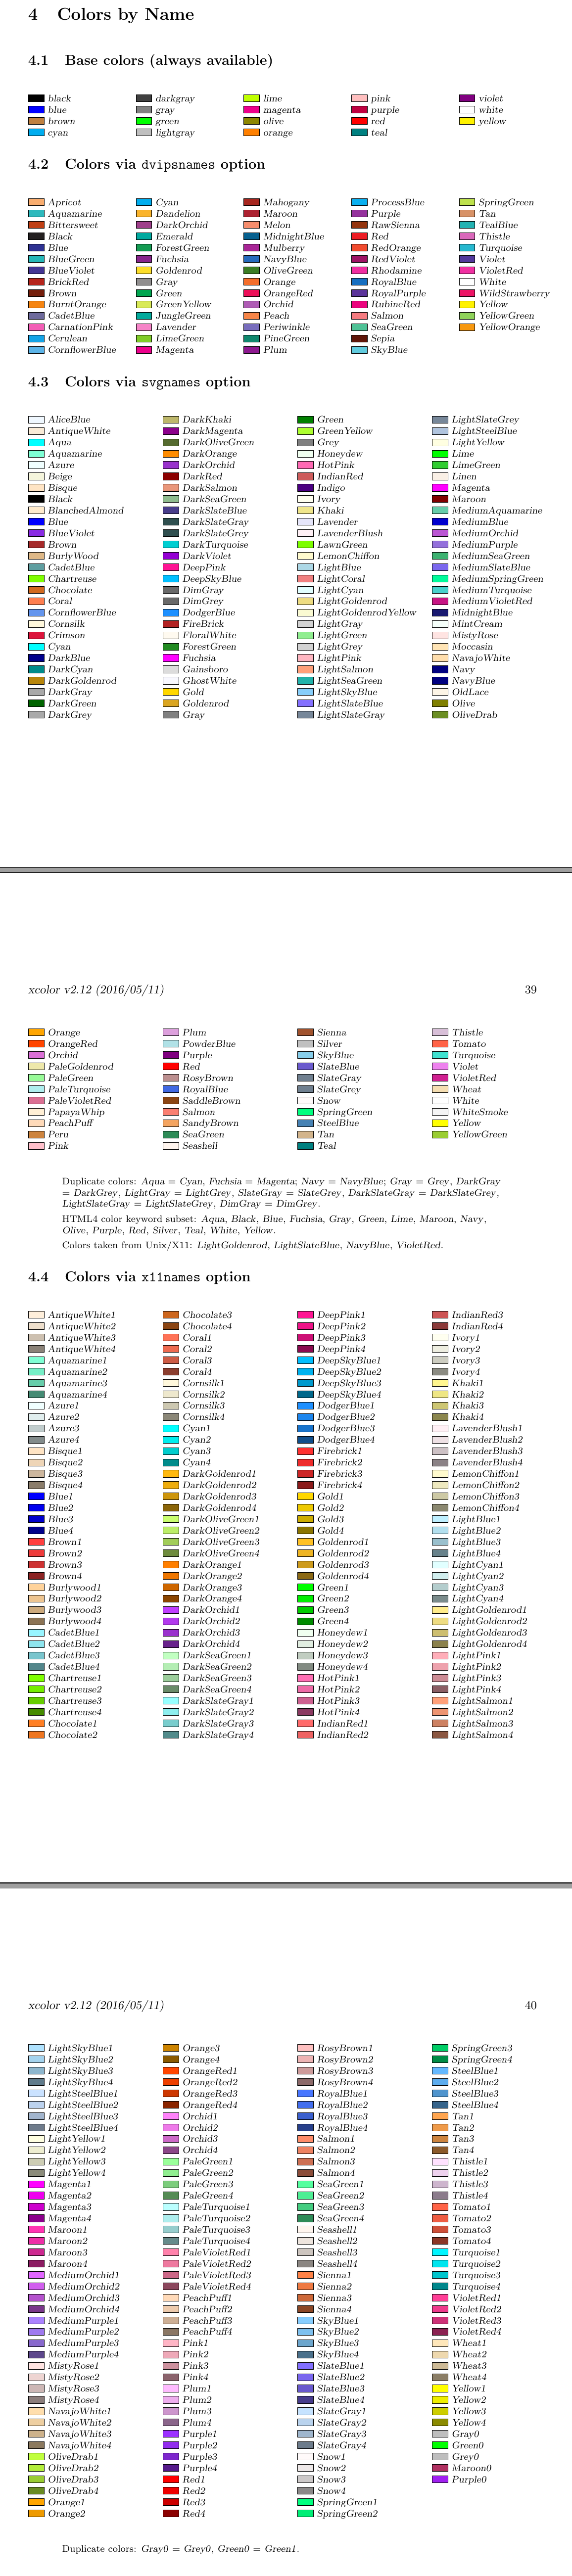 4 Colors by Name
4.1 Base colors (always available)
black
blue
brown
cyan
darkgray
gray
green
lightgray
lime
magenta
olive
orange
pink
purple
red
teal
violet
white
yellow
4.2 Colors via dvipsnames option
Apricot
Aquamarine
Bittersweet
Black
Blue
BlueGreen
BlueViolet
BrickRed
Brown
BurntOrange
CadetBlue
CarnationPink
Cerulean
CornflowerBlue
Cyan
Dandelion
DarkOrchid
Emerald
ForestGreen
Fuchsia
Goldenrod
Gray
Green
GreenYellow
JungleGreen
Lavender
LimeGreen
Magenta
Mahogany
Maroon
Melon
MidnightBlue
Mulberry
NavyBlue
OliveGreen
Orange
OrangeRed
Orchid
Peach
Periwinkle
PineGreen
Plum
ProcessBlue
Purple
RawSienna
Red
RedOrange
RedViolet
Rhodamine
RoyalBlue
RoyalPurple
RubineRed
Salmon
SeaGreen
Sepia
SkyBlue
SpringGreen
Tan
TealBlue
Thistle
Turquoise
Violet
VioletRed
White
WildStrawberry
Yellow
YellowGreen
YellowOrange
4.3 Colors via svgnames option
AliceBlue
AntiqueWhite
Aqua
Aquamarine
Azure
Beige
Bisque
Black
BlanchedAlmond
Blue
BlueViolet
Brown
BurlyWood
CadetBlue
Chartreuse
Chocolate
Coral
CornflowerBlue
Cornsilk
Crimson
Cyan
DarkBlue
DarkCyan
DarkGoldenrod
DarkGray
DarkGreen
DarkGrey
DarkKhaki
DarkMagenta
DarkOliveGreen
DarkOrange
DarkOrchid
DarkRed
DarkSalmon
DarkSeaGreen
DarkSlateBlue
DarkSlateGray
DarkSlateGrey
DarkTurquoise
DarkViolet
DeepPink
DeepSkyBlue
DimGray
DimGrey
DodgerBlue
FireBrick
FloralWhite
ForestGreen
Fuchsia
Gainsboro
GhostWhite
Gold
Goldenrod
Gray
Green
GreenYellow
Grey
Honeydew
HotPink
IndianRed
Indigo
Ivory
Khaki
Lavender
LavenderBlush
LawnGreen
LemonChiffon
LightBlue
LightCoral
LightCyan
LightGoldenrod
LightGoldenrodYellow
LightGray
LightGreen
LightGrey
LightPink
LightSalmon
LightSeaGreen
LightSkyBlue
LightSlateBlue
LightSlateGray
LightSlateGrey
LightSteelBlue
LightYellow
Lime
LimeGreen
Linen
Magenta
Maroon
MediumAquamarine
MediumBlue
MediumOrchid
MediumPurple
MediumSeaGreen
MediumSlateBlue
MediumSpringGreen
MediumTurquoise
MediumVioletRed
MidnightBlue
MintCream
MistyRose
Moccasin
NavajoWhite
Navy
NavyBlue
OldLace
Olive
OliveDrab
xcolor v2.12 (2016/05/11) 39
Orange
OrangeRed
Orchid
PaleGoldenrod
PaleGreen
PaleTurquoise
PaleVioletRed
PapayaWhip
PeachPuff
Peru
Pink
Plum
PowderBlue
Purple
Red
RosyBrown
RoyalBlue
SaddleBrown
Salmon
SandyBrown
SeaGreen
Seashell
Sienna
Silver
SkyBlue
SlateBlue
SlateGray
SlateGrey
Snow
SpringGreen
SteelBlue
Tan
Teal
Thistle
Tomato
Turquoise
Violet
VioletRed
Wheat
White
WhiteSmoke
Yellow
YellowGreen
Duplicate colors: Aqua = Cyan, Fuchsia = Magenta; Navy = NavyBlue; Gray = Grey, DarkGray
= DarkGrey, LightGray = LightGrey, SlateGray = SlateGrey, DarkSlateGray = DarkSlateGrey,
LightSlateGray = LightSlateGrey, DimGray = DimGrey.
HTML4 color keyword subset: Aqua, Black, Blue, Fuchsia, Gray, Green, Lime, Maroon, Navy,
Olive, Purple, Red, Silver, Teal, White, Yellow.
Colors taken from Unix/X11: LightGoldenrod, LightSlateBlue, NavyBlue, VioletRed.
4.4 Colors via x11names option
AntiqueWhite1
AntiqueWhite2
AntiqueWhite3
AntiqueWhite4
Aquamarine1
Aquamarine2
Aquamarine3
Aquamarine4
Azure1
Azure2
Azure3
Azure4
Bisque1
Bisque2
Bisque3
Bisque4
Blue1
Blue2
Blue3
Blue4
Brown1
Brown2
Brown3
Brown4
Burlywood1
Burlywood2
Burlywood3
Burlywood4
CadetBlue1
CadetBlue2
CadetBlue3
CadetBlue4
Chartreuse1
Chartreuse2
Chartreuse3
Chartreuse4
Chocolate1
Chocolate2
Chocolate3
Chocolate4
Coral1
Coral2
Coral3
Coral4
Cornsilk1
Cornsilk2
Cornsilk3
Cornsilk4
Cyan1
Cyan2
Cyan3
Cyan4
DarkGoldenrod1
DarkGoldenrod2
DarkGoldenrod3
DarkGoldenrod4
DarkOliveGreen1
DarkOliveGreen2
DarkOliveGreen3
DarkOliveGreen4
DarkOrange1
DarkOrange2
DarkOrange3
DarkOrange4
DarkOrchid1
DarkOrchid2
DarkOrchid3
DarkOrchid4
DarkSeaGreen1
DarkSeaGreen2
DarkSeaGreen3
DarkSeaGreen4
DarkSlateGray1
DarkSlateGray2
DarkSlateGray3
DarkSlateGray4
DeepPink1
DeepPink2
DeepPink3
DeepPink4
DeepSkyBlue1
DeepSkyBlue2
DeepSkyBlue3
DeepSkyBlue4
DodgerBlue1
DodgerBlue2
DodgerBlue3
DodgerBlue4
Firebrick1
Firebrick2
Firebrick3
Firebrick4
Gold1
Gold2
Gold3
Gold4
Goldenrod1
Goldenrod2
Goldenrod3
Goldenrod4
Green1
Green2
Green3
Green4
Honeydew1
Honeydew2
Honeydew3
Honeydew4
HotPink1
HotPink2
HotPink3
HotPink4
IndianRed1
IndianRed2
IndianRed3
IndianRed4
Ivory1
Ivory2
Ivory3
Ivory4
Khaki1
Khaki2
Khaki3
Khaki4
LavenderBlush1
LavenderBlush2
LavenderBlush3
LavenderBlush4
LemonChiffon1
LemonChiffon2
LemonChiffon3
LemonChiffon4
LightBlue1
LightBlue2
LightBlue3
LightBlue4
LightCyan1
LightCyan2
LightCyan3
LightCyan4
LightGoldenrod1
LightGoldenrod2
LightGoldenrod3
LightGoldenrod4
LightPink1
LightPink2
LightPink3
LightPink4
LightSalmon1
LightSalmon2
LightSalmon3
LightSalmon4
xcolor v2.12 (2016/05/11) 40
LightSkyBlue1
LightSkyBlue2
LightSkyBlue3
LightSkyBlue4
LightSteelBlue1
LightSteelBlue2
LightSteelBlue3
LightSteelBlue4
LightYellow1
LightYellow2
LightYellow3
LightYellow4
Magenta1
Magenta2
Magenta3
Magenta4
Maroon1
Maroon2
Maroon3
Maroon4
MediumOrchid1
MediumOrchid2
MediumOrchid3
MediumOrchid4
MediumPurple1
MediumPurple2
MediumPurple3
MediumPurple4
MistyRose1
MistyRose2
MistyRose3
MistyRose4
NavajoWhite1
NavajoWhite2
NavajoWhite3
NavajoWhite4
OliveDrab1
OliveDrab2
OliveDrab3
OliveDrab4
Orange1
Orange2
Orange3
Orange4
OrangeRed1
OrangeRed2
OrangeRed3
OrangeRed4
Orchid1
Orchid2
Orchid3
Orchid4
PaleGreen1
PaleGreen2
PaleGreen3
PaleGreen4
PaleTurquoise1
PaleTurquoise2
PaleTurquoise3
PaleTurquoise4
PaleVioletRed1
PaleVioletRed2
PaleVioletRed3
PaleVioletRed4
PeachPuff1
PeachPuff2
PeachPuff3
PeachPuff4
Pink1
Pink2
Pink3
Pink4
Plum1
Plum2
Plum3
Plum4
Purple1
Purple2
Purple3
Purple4
Red1
Red2
Red3
Red4
RosyBrown1
RosyBrown2
RosyBrown3
RosyBrown4
RoyalBlue1
RoyalBlue2
RoyalBlue3
RoyalBlue4
Salmon1
Salmon2
Salmon3
Salmon4
SeaGreen1
SeaGreen2
SeaGreen3
SeaGreen4
Seashell1
Seashell2
Seashell3
Seashell4
Sienna1
Sienna2
Sienna3
Sienna4
SkyBlue1
SkyBlue2
SkyBlue3
SkyBlue4
SlateBlue1
SlateBlue2
SlateBlue3
SlateBlue4
SlateGray1
SlateGray2
SlateGray3
SlateGray4
Snow1
Snow2
Snow3
Snow4
SpringGreen1
SpringGreen2
SpringGreen3
SpringGreen4
SteelBlue1
SteelBlue2
SteelBlue3
SteelBlue4
Tan1
Tan2
Tan3
Tan4
Thistle1
Thistle2
Thistle3
Thistle4
Tomato1
Tomato2
Tomato3
Tomato4
Turquoise1
Turquoise2
Turquoise3
Turquoise4
VioletRed1
VioletRed2
VioletRed3
VioletRed4
Wheat1
Wheat2
Wheat3
Wheat4
Yellow1
Yellow2
Yellow3
Yellow4
Gray0
Green0
Grey0
Maroon0
Purple0
Duplicate colors: Gray0 = Grey0, Green0 = Green1.